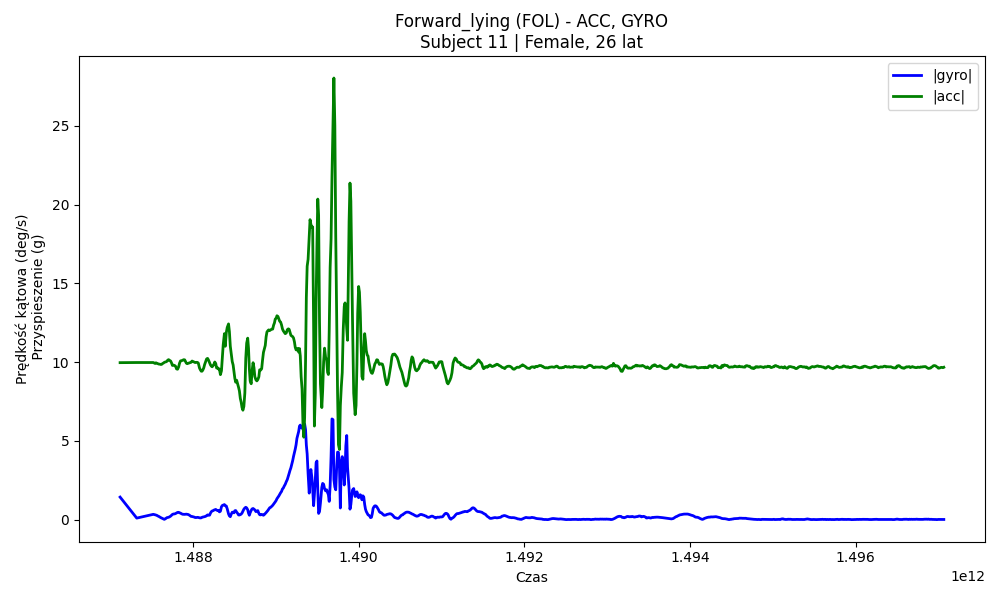 Forward_lying (FOL) - ACC, GYRO
Subject 11 | Female, 26 lat
|gyro|
|acc|
Prędkość kątowa (deg/s)
Przyspieszenie (g)
25
20
15
10
5
0
1.488
1.490
1.492
1.494
1.496
1e12
Czas